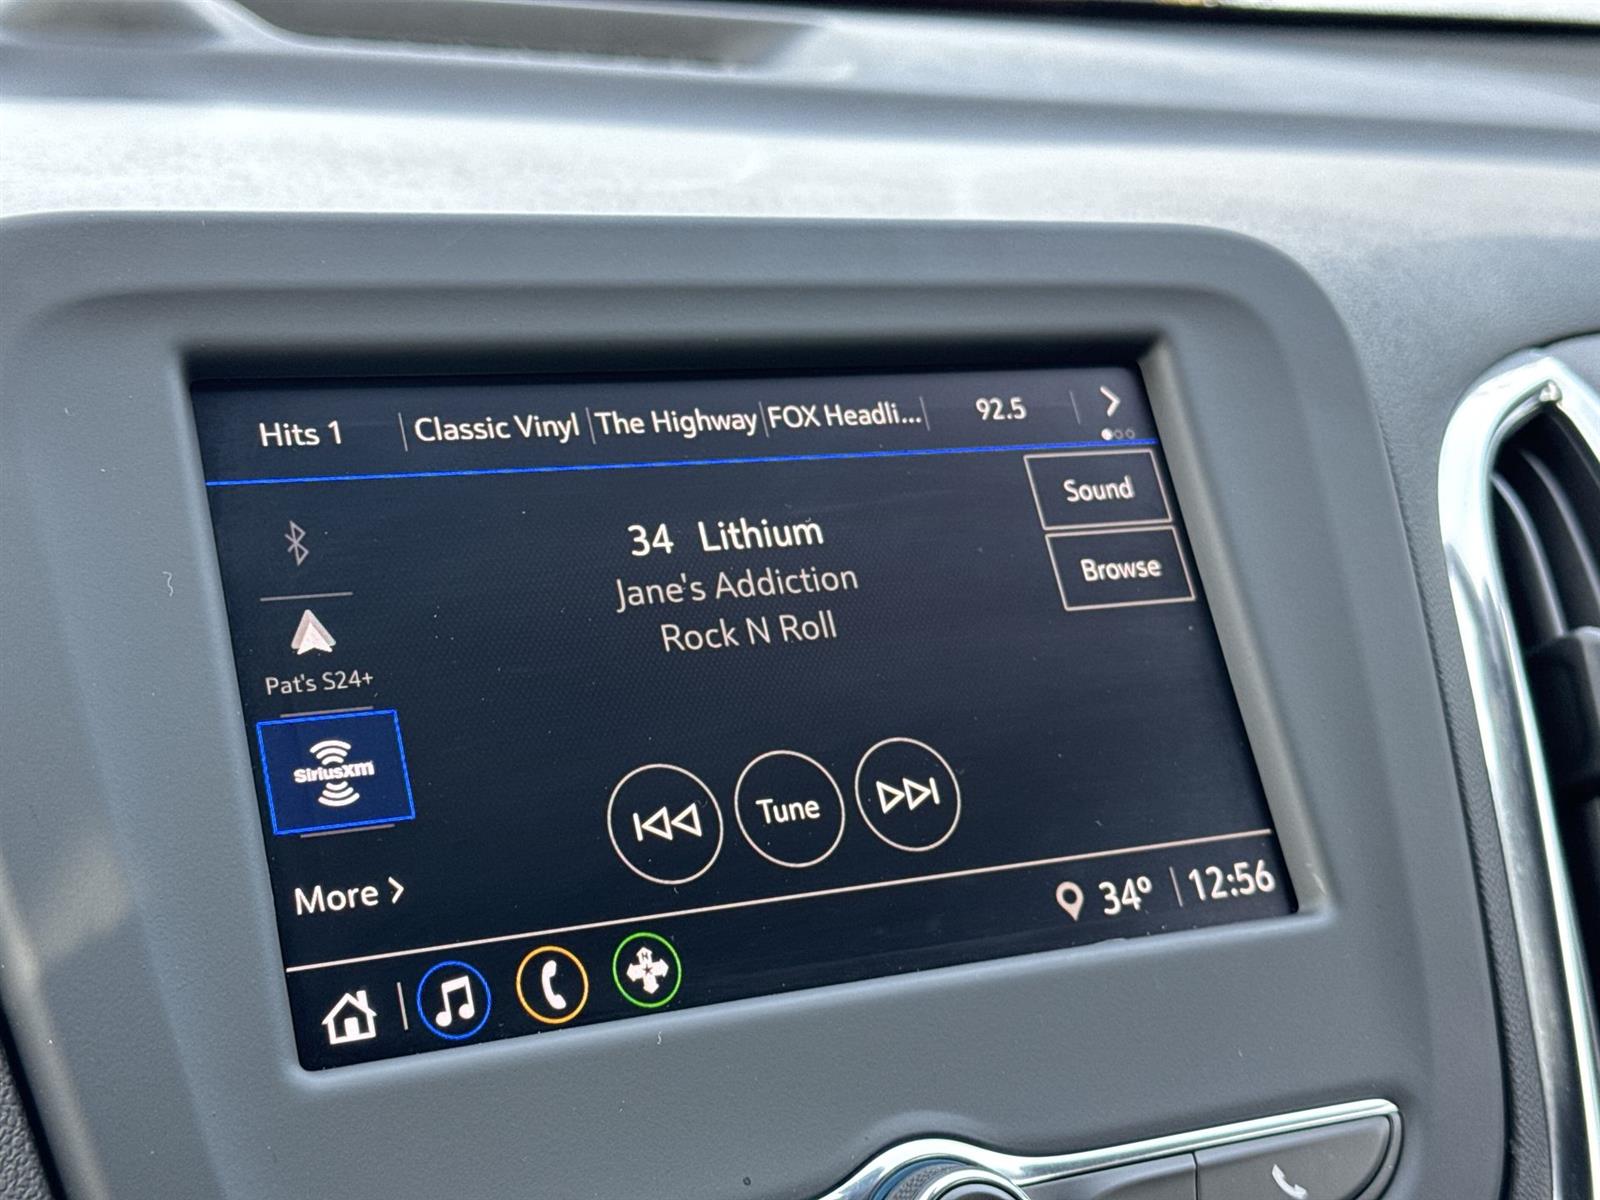 Hits 1 Classic Vinyl The Highway FOX Headli... 92.5
Sound
34 Lithium
Jane's Addiction
Rock N Roll
Browse
Pat's S24+
SiriusXM
Tune
More
34° 12:56
N